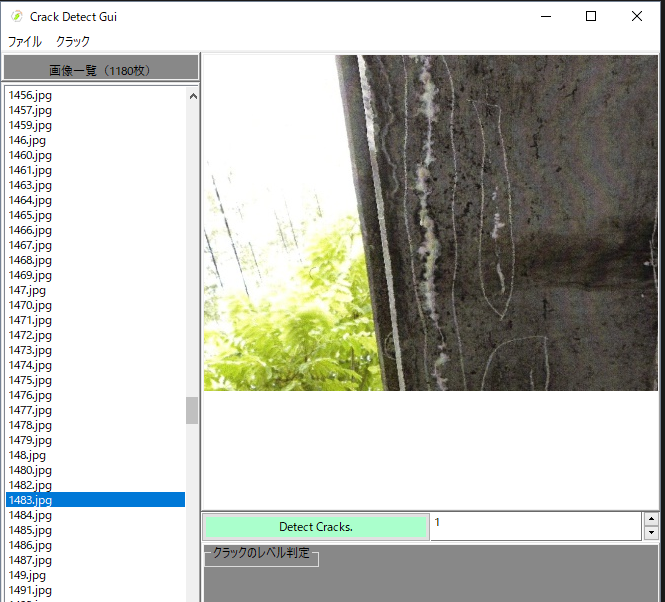 Crack Detect Gui
ファイル クラック
画像一覧（1180枚）
1456.jpg
1457.jpg
1459.jpg
146.jpg
1460.jpg
1461.jpg
1463.jpg
1464.jpg
1465.jpg
1466.jpg
1467.jpg
1468.jpg
1469.jpg
147.jpg
1470.jpg
1471.jpg
1472.jpg
1473.jpg
1474.jpg
1475.jpg
1476.jpg
1477.jpg
1478.jpg
1479.jpg
148.jpg
1480.jpg
1482.jpg
1483.jpg
1484.jpg
1485.jpg
1486.jpg
1487.jpg
149.jpg
1491.jpg
Detect Cracks.
1
クラックのレベル判定